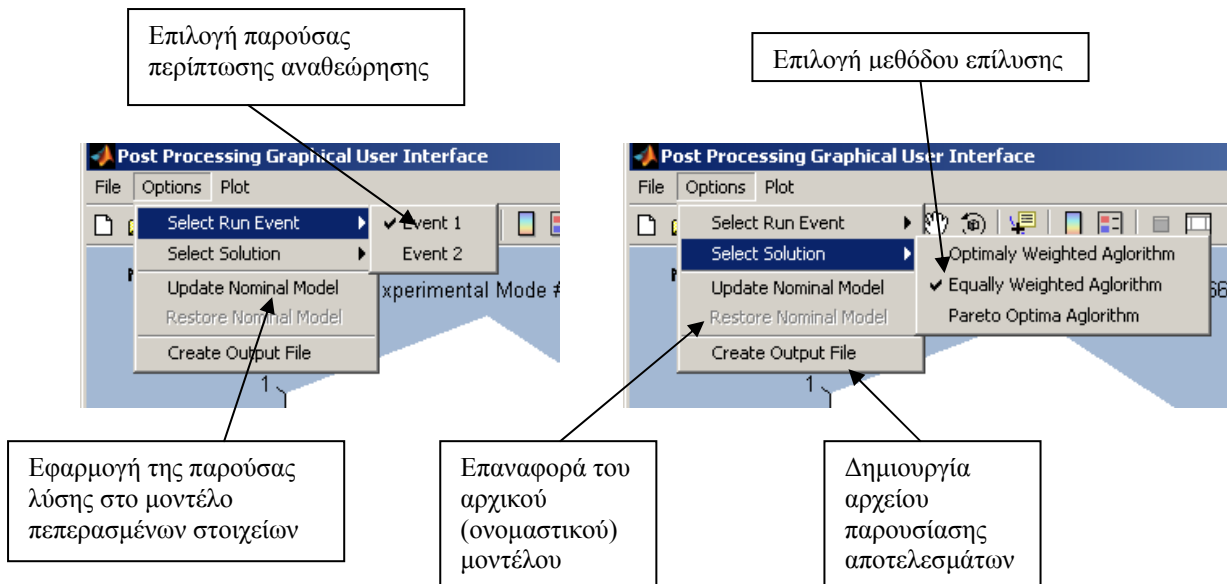 Επιλογή παρούσας
περίπτωσης αναθεώρησης
Επιλογή μεθόδου επίλυσης
Post Processing Graphical User Interface
File Options Plot
Select Run Event
Event 1
Select Solution
Event 2
Update Nominal Model
xperimental Mode #
Restore Nominal Model
Create Output File
1
Post Processing Graphical User Interface
File Options Plot
Select Run Event
Select Solution
Optimaly Weighted Aglorithm
Update Nominal Model
Equally Weighted Aglorithm
66
Restore Nominal Model
Pareto Optima Aglorithm
Create Output File
1
Εφαρμογή της παρούσας
λύσης στο μοντέλο
πεπερασμένων στοιχείων
Επαναφορά του
αρχικού
(ονομαστικού)
μοντέλου
Δημιουργία
αρχείου
παρουσίασης
αποτελεσμάτων